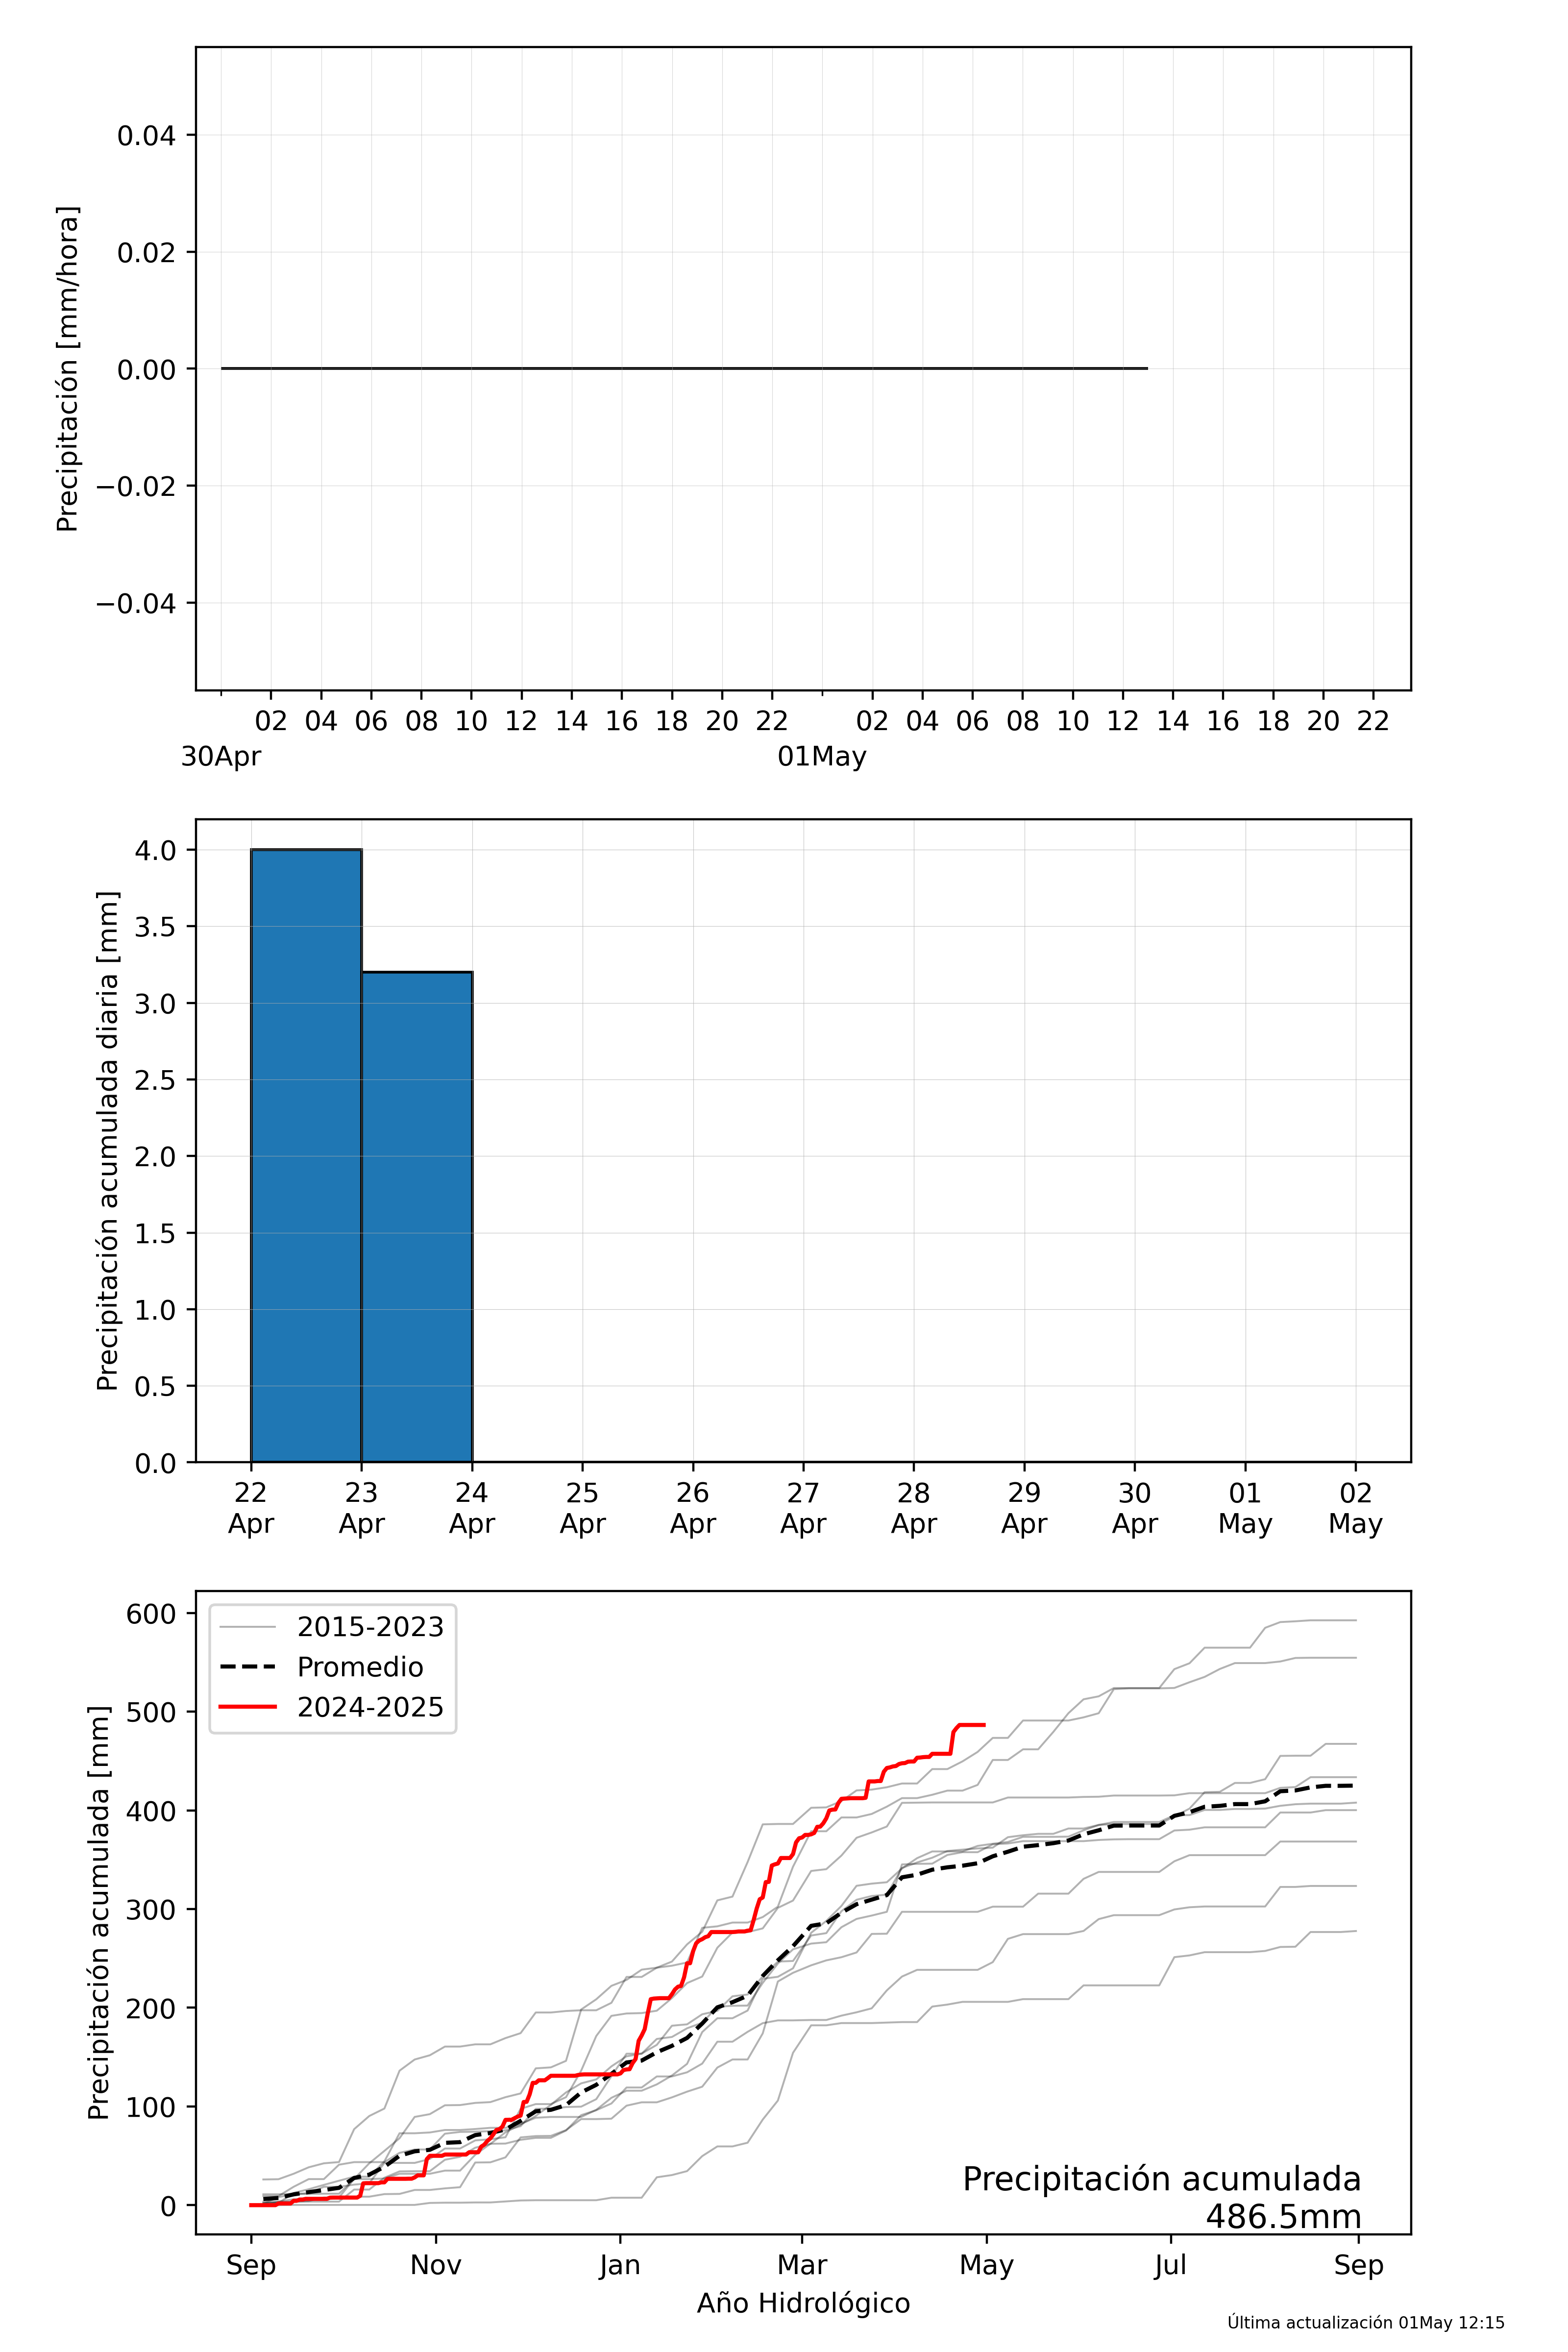 Precipitación [mm/hora]
0.04
0.02
0.00
−0.02
−0.04
02 04 06 08 10 12 14 16 18 20 22 02 04 06 08 10 12 14 16 18 20 22
30Apr 01May
Precipitación acumulada diaria [mm]
4.0
3.5
3.0
2.5
2.0
1.5
1.0
0.5
0.0
22 23 24 25 26 27 28 29 30 01 02
Apr Apr Apr Apr Apr Apr Apr Apr Apr May May
Precipitación acumulada [mm]
600
500
400
300
200
100
0
2015-2023
Promedio
2024-2025
Precipitación acumulada
486.5mm
Sep Nov Jan Mar May Jul Sep
Año Hidrológico
Última actualización 01May 12:15